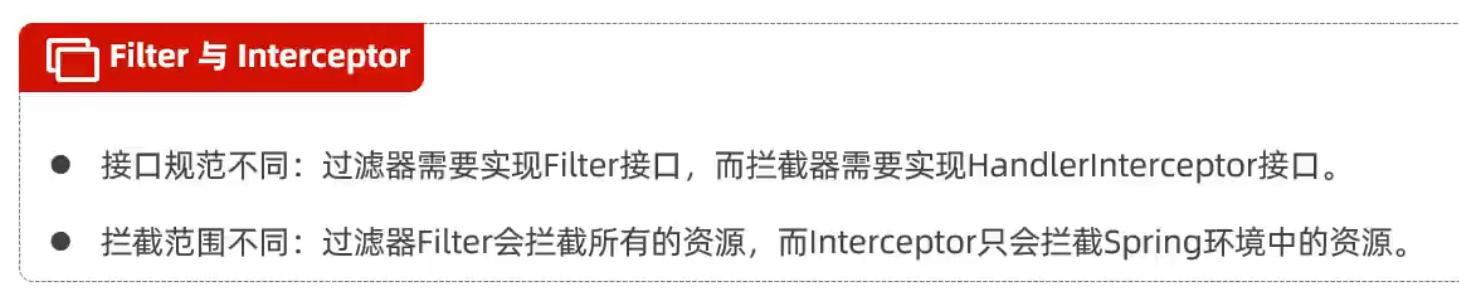 Filter 与 Interceptor
● 接口规范不同：过滤器需要实现Filter接口，而拦截器需要实现HandlerInterceptor接口。
● 拦截范围不同：过滤器Filter会拦截所有的资源，而Interceptor只会拦截Spring环境中的资源。